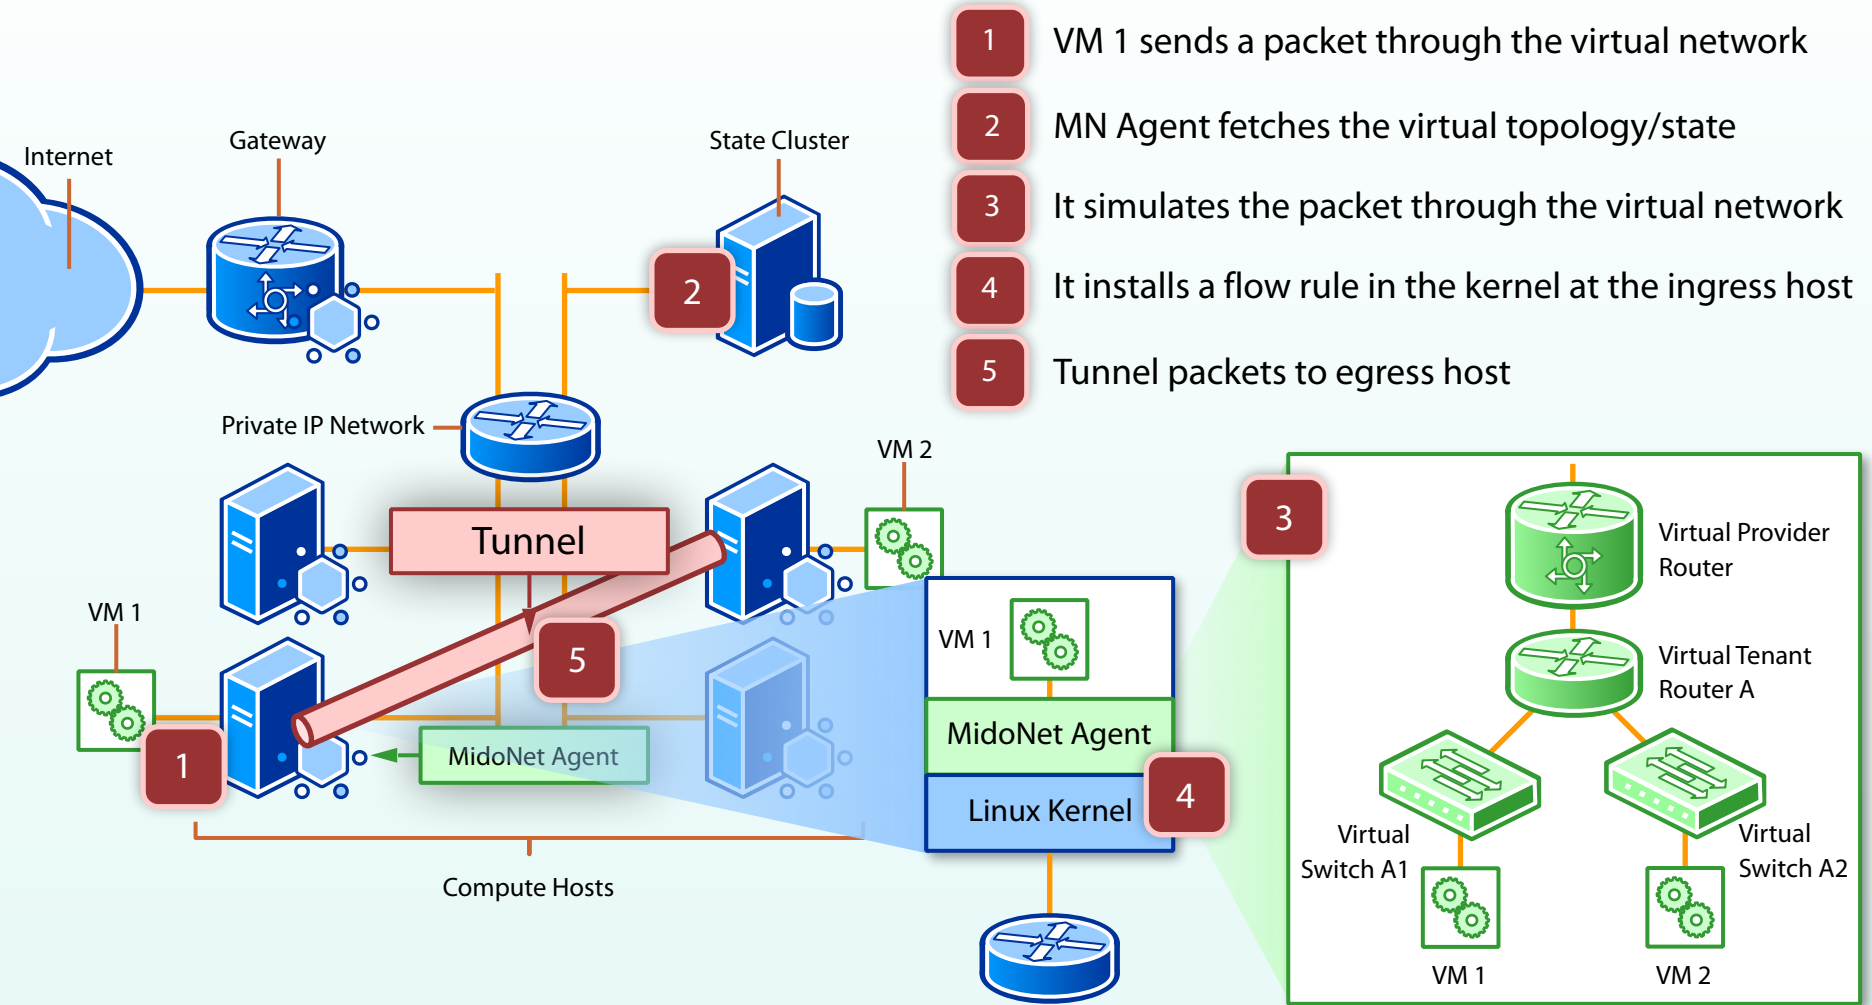 1 VM 1 sends a packet through the virtual network
2 MN Agent fetches the virtual topology/state
3 It simulates the packet through the virtual network
4 It installs a flow rule in the kernel at the ingress host
5 Tunnel packets to egress host
Internet
Gateway
State Cluster
2
Private IP Network
VM 2
Tunnel
VM 1
5
1
MidoNet Agent
Compute Hosts
VM 1
MidoNet Agent
Linux Kernel
4
3
Virtual Provider
Router
Virtual Tenant
Router A
Virtual
Switch A1
Virtual
Switch A2
VM 1
VM 2